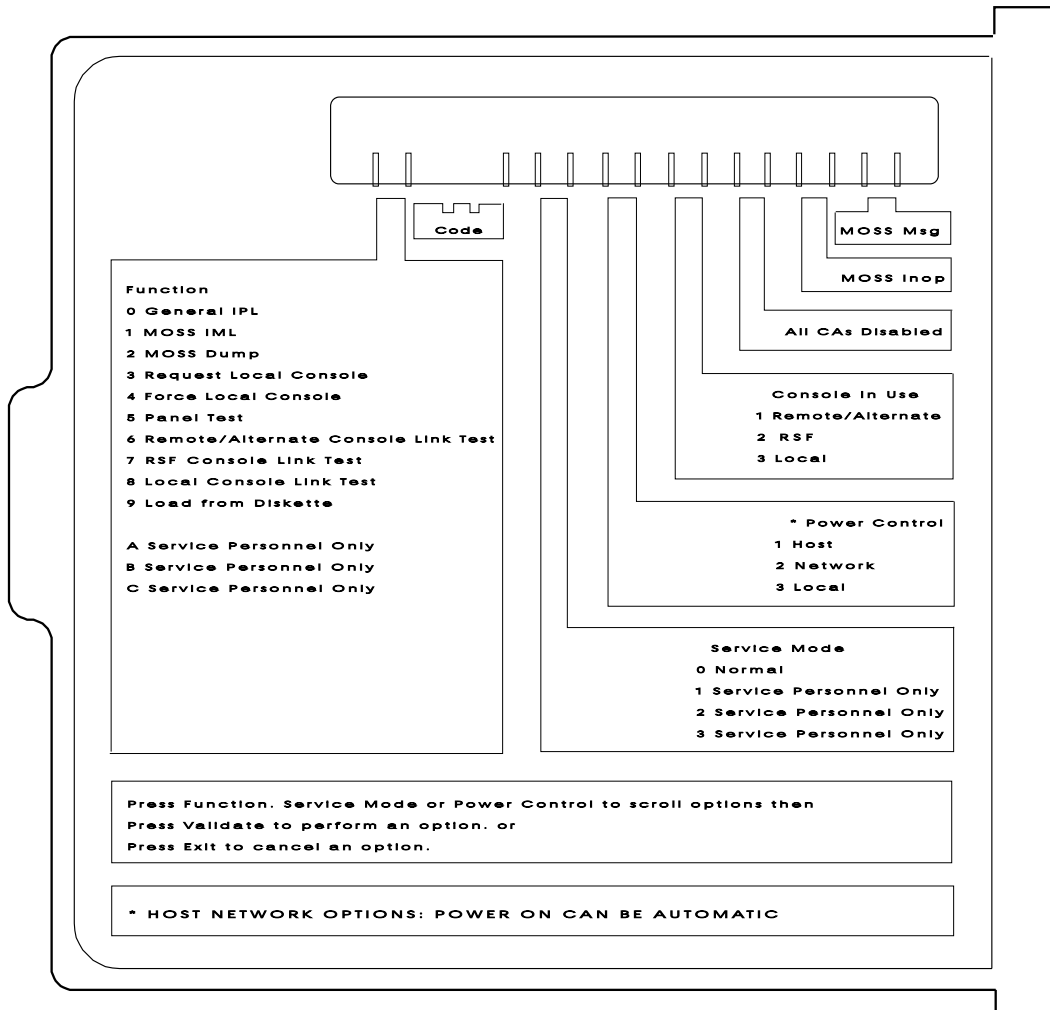 Code
MOSS Msg
MOSS Inop
All CAs Disabled
Function
0 General IPL
1 MOSS IML
2 MOSS Dump
3 Request Local Console
4 Force Local Console
5 Panel Test
6 Remote/Alternate Console Link Test
7 RSF Console Link Test
8 Local Console Link Test
9 Load from Diskette
A Service Personnel Only
B Service Personnel Only
C Service Personnel Only
Console In Use
1 Remote/Alternate
2 RSF
3 Local
* Power Control
1 Host
2 Network
3 Local
Service Mode
0 Normal
1 Service Personnel Only
2 Service Personnel Only
3 Service Personnel Only
Press Function. Service Mode or Power Control to scroll options then
Press Validate to perform an option. or
Press Exit to cancel an option.
* HOST NETWORK OPTIONS: POWER ON CAN BE AUTOMATIC